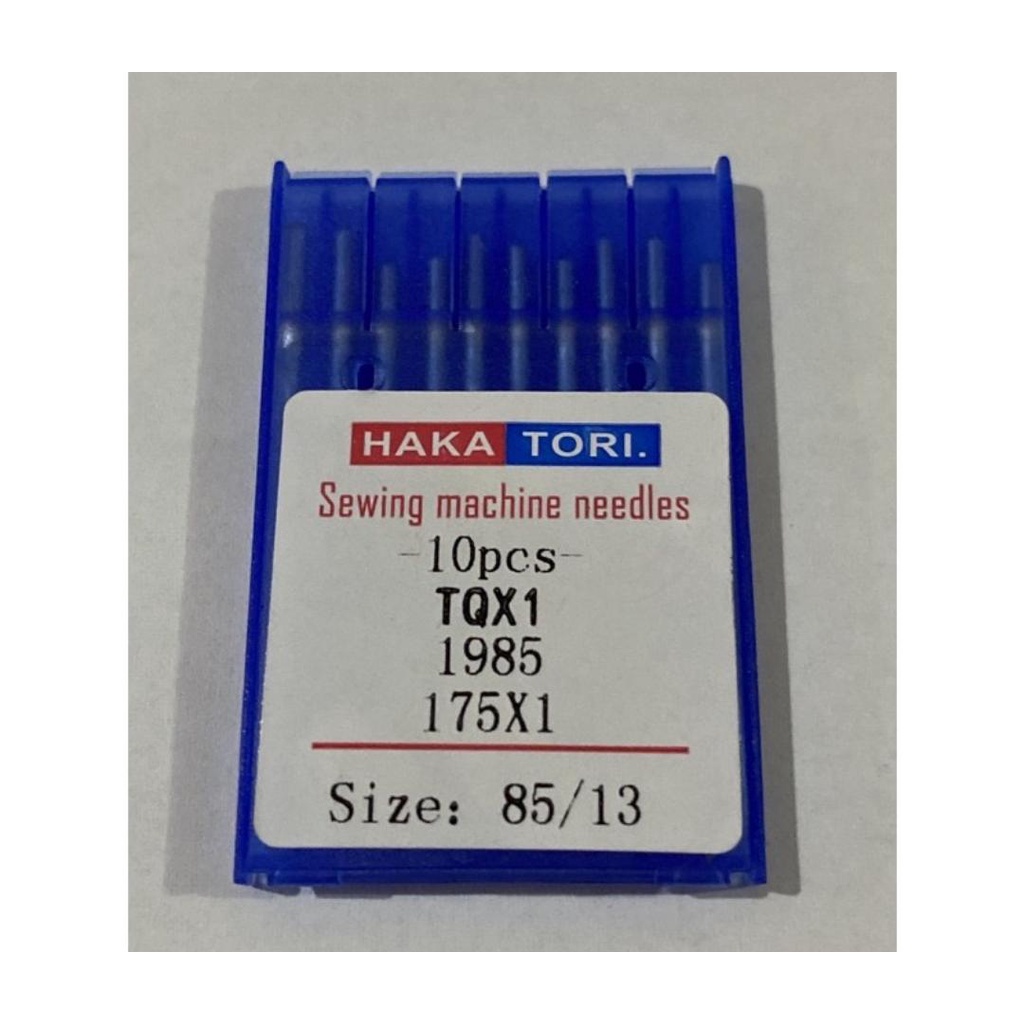 HAKA TORI.
Sewing machine needles
-10pcs-
TQX1
1985
175X1
Size: 85/13